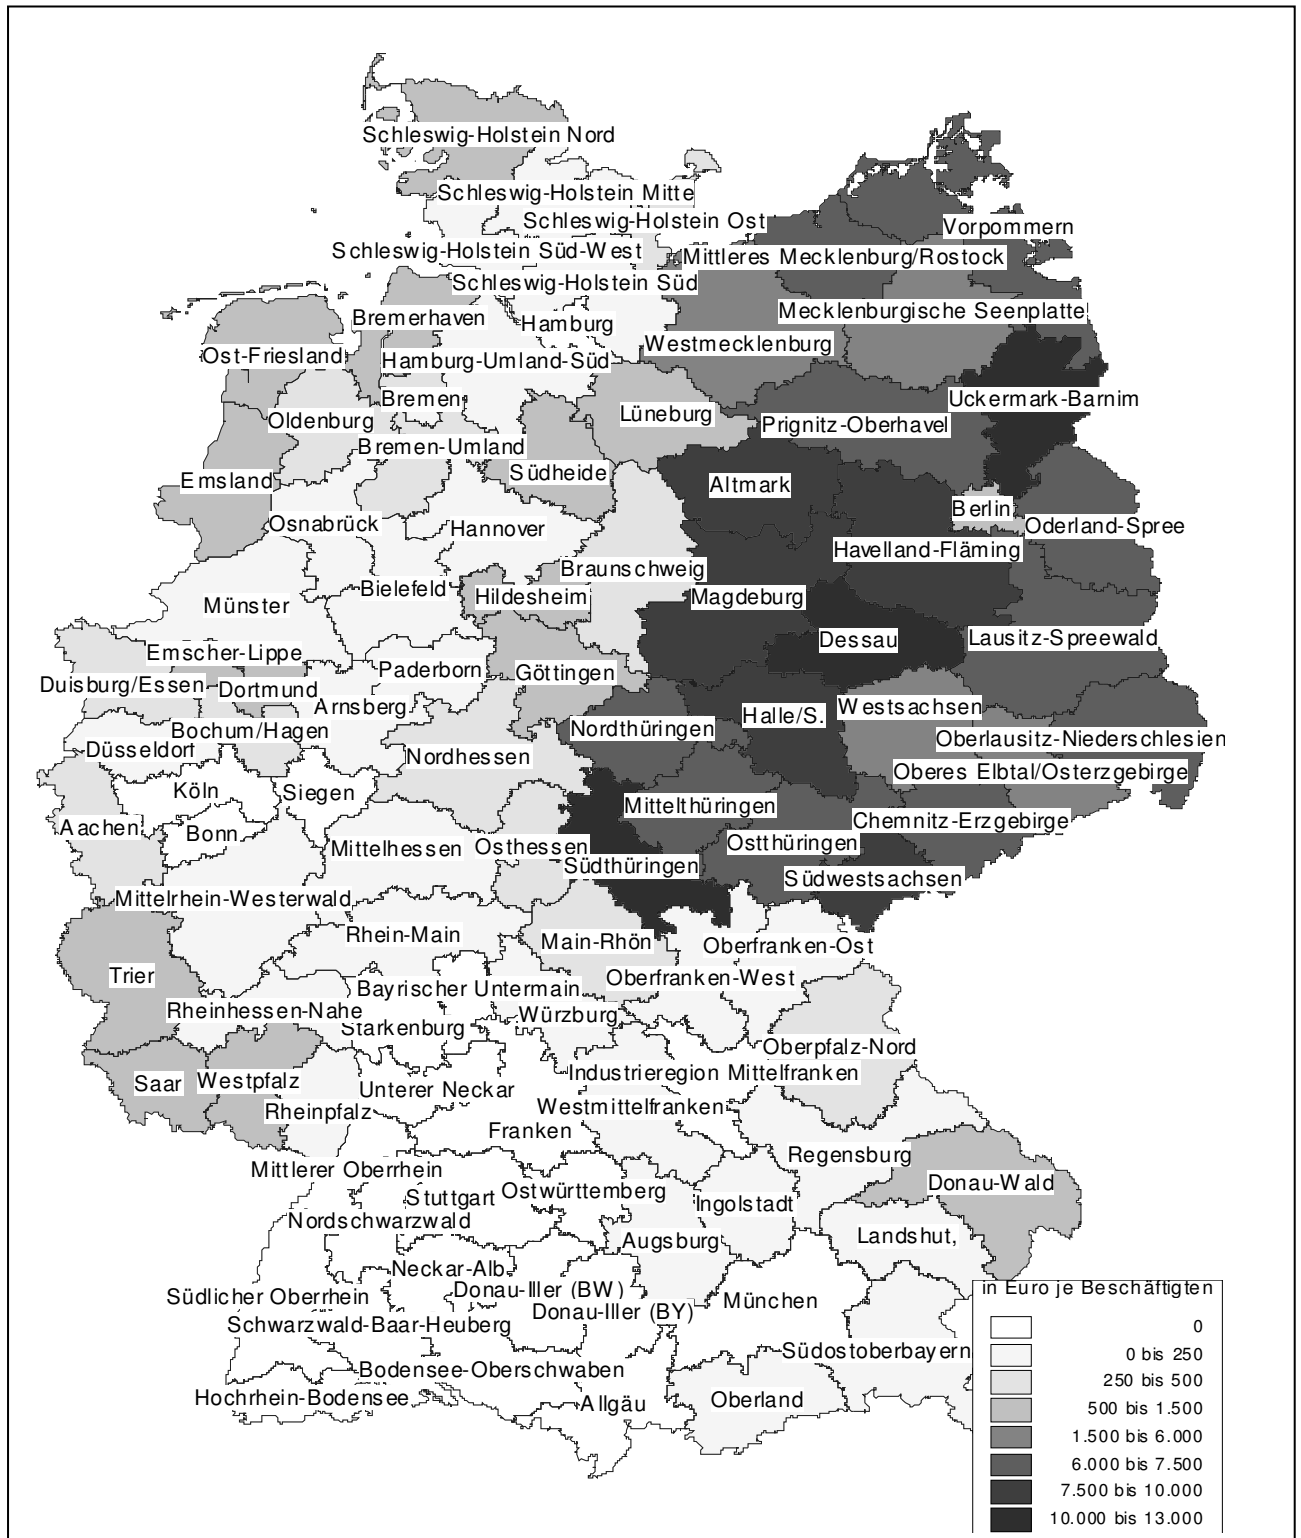 Schleswig-Holstein Nord
Schleswig-Holstein Mitte
Schleswig-Holstein Ost
Vorpommern
Schleswig-Holstein Süd-West
Mittleres Mecklenburg/Rostock
Schleswig-Holstein Süd
Bremerhaven
Hamburg
Mecklenburgische Seenplatte
Ost-Friesland
Hamburg-Umland-Süd
Westmecklenburg
Bremen
Uckermark-Barnim
Oldenburg
Lüneburg
Prignitz-Oberhavel
Bremen-Umland
Emsland
Südheide
Altmark
Berlin
Osnabrück
Hannover
Oderland-Spree
Havelland-Fläming
Braunschweig
Bielefeld
Hildesheim
Magdeburg
Münster
Dessau
Lausitz-Spreewald
Emscher-Lippe
Paderborn
Göttingen
Duisburg/Essen
Dortmund
Arnsberg
Westsachsen
Halle/S.
Bochum/Hagen
Nordthüringen
Oberlausitz-Niederschlesien
Düsseldorf
Nordhessen
Oberes Elbtal/Osterzgebirge
Köln
Siegen
Mittelthüringen
Chemnitz-Erzgebirge
Aachen
Bonn
Mittelhessen
Osthessen
Ostthüringen
Südthüringen
Südwestsachsen
Mittelrhein-Westerwald
Rhein-Main
Main-Rhön
Oberfranken-Ost
Trier
Oberfranken-West
Bayrischer Untermain
Rheinhessen-Nahe
Würzburg
Starkenburg
Oberpfalz-Nord
Saar
Westpfalz
Unterer Neckar
Industrieregion Mittelfranken
Rheinpfalz
Westmittelfranken
Franken
Regensburg
Mittlerer Oberrhein
Donau-Wald
Stuttgart
Ostwürttemberg
Ingolstadt
Nordschwarzwald
Augsburg
Landshut,
Neckar-Alb
Donau-Iller (BW)
Südlicher Oberrhein
Donau-Iller (BY)
München
Schwarzwald-Baar-Heuberg
Südostoberbayern
Bodensee-Oberschwaben
Hochrhein-Bodensee
Allgäu
Oberland
in Euro je Beschäftigten
0
0 bis 250
250 bis 500
500 bis 1.500
1.500 bis 6.000
6.000 bis 7.500
7.500 bis 10.000
10.000 bis 13.000